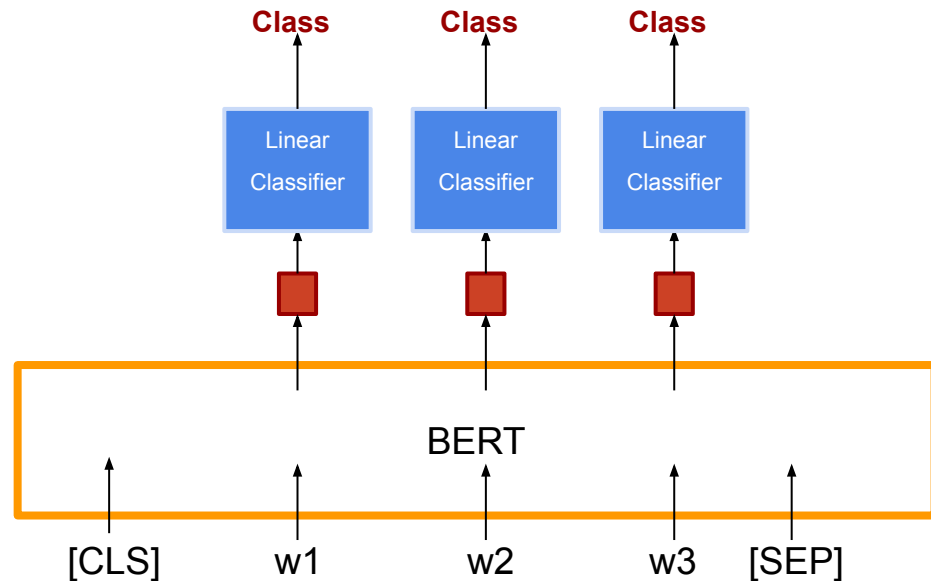 Class Class Class
Linear Linear Linear
Classifier Classifier Classifier
BERT
[CLS] w1 w2 w3 [SEP]